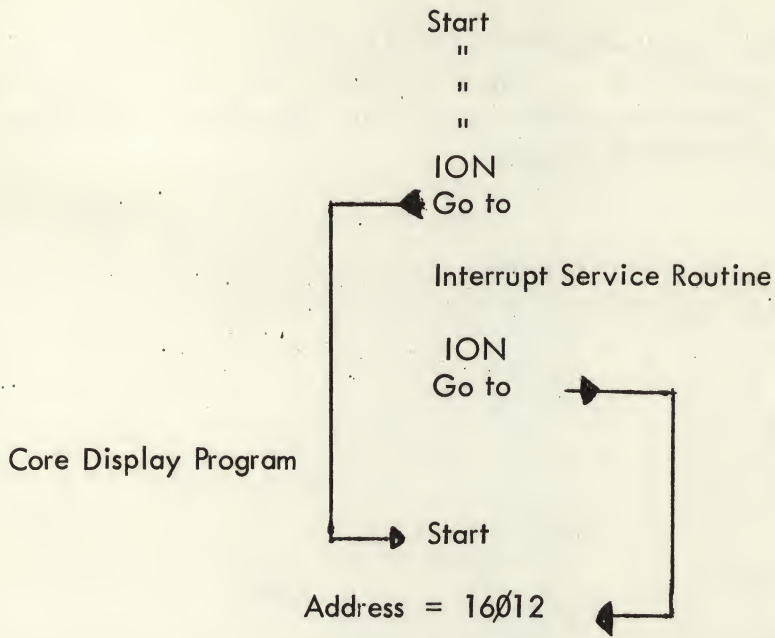 Start
"
"
"
ION
Go to
Interrupt Service Routine
ION
Go to
Core Display Program
Start
Address = 16Ø12